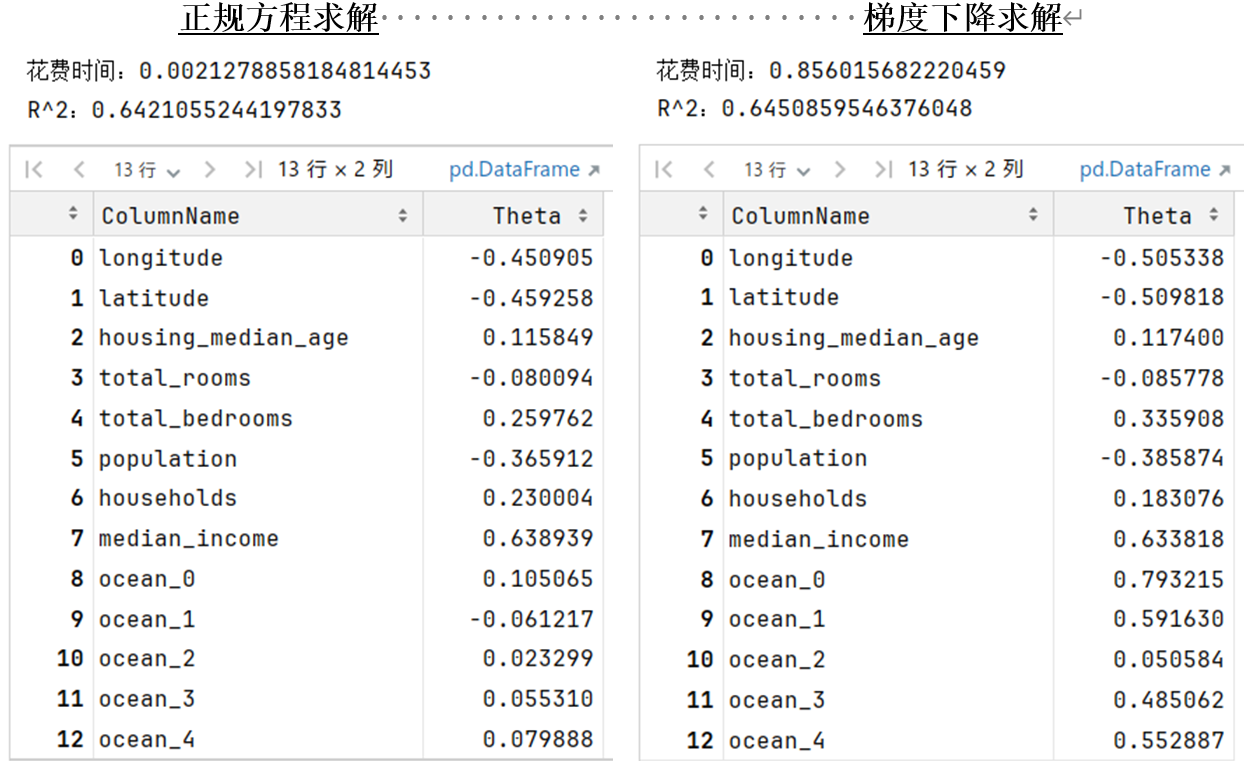 正规方程求解··························梯度下降求解↵
花费时间：0.0021278858184814453
R^2：0.6421055244197833
13 行 13 行 × 2 列 pd.DataFrame
ColumnName Theta
0 longitude -0.450905
1 latitude -0.459258
2 housing_median_age 0.115849
3 total_rooms -0.080094
4 total_bedrooms 0.259762
5 population -0.365912
6 households 0.230004
7 median_income 0.638939
8 ocean_0 0.105065
9 ocean_1 -0.061217
10 ocean_2 0.023299
11 ocean_3 0.055310
12 ocean_4 0.079888
花费时间：0.856015682220459
R^2：0.6450859546376048
13 行 13 行 × 2 列 pd.DataFrame
ColumnName Theta
0 longitude -0.505338
1 latitude -0.509818
2 housing_median_age 0.117400
3 total_rooms -0.085778
4 total_bedrooms 0.335908
5 population -0.385874
6 households 0.183076
7 median_income 0.633818
8 ocean_0 0.793215
9 ocean_1 0.591630
10 ocean_2 0.050584
11 ocean_3 0.485062
12 ocean_4 0.552887